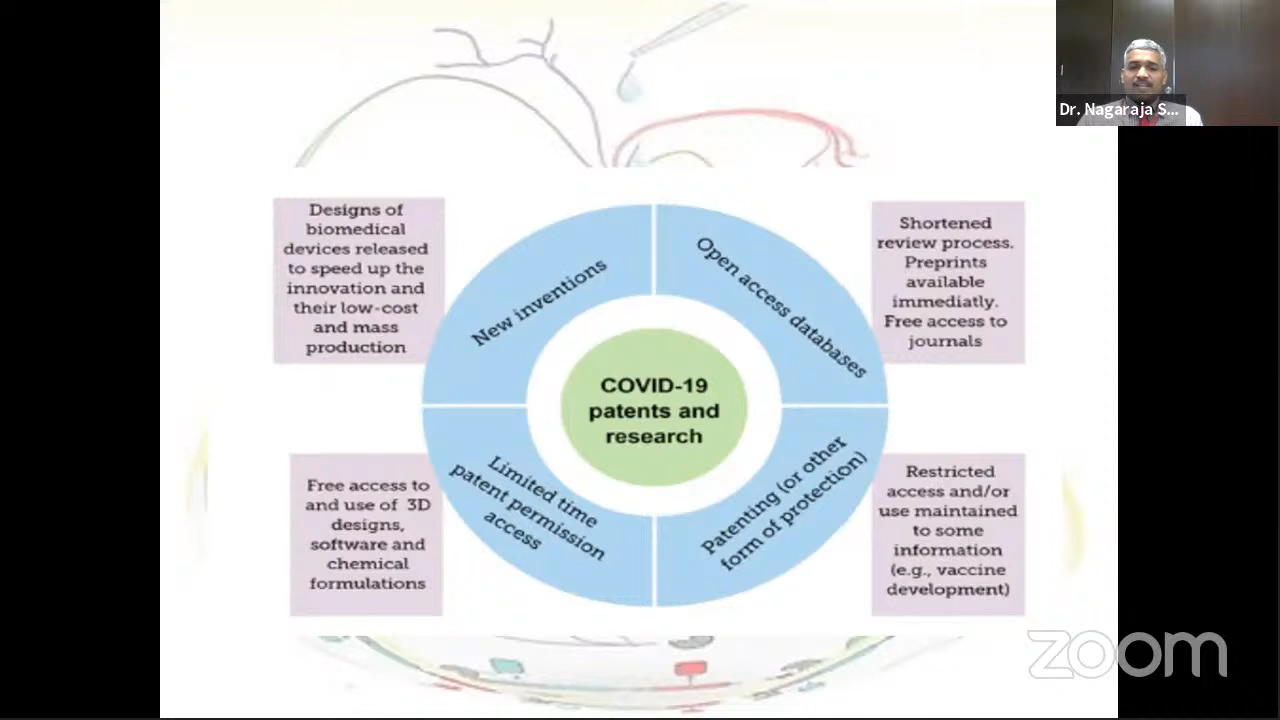 Dr. Nagaraja S...
Designs of
biomedical
devices released
to speed up the
innovation and
their low-cost
and mass
production
New inventions
Open access databases
Shortened
review process.
Preprints
available
immediatly.
Free access to
journals
COVID-19
patents and
research
Free access to
and use of 3D
designs,
software and
chemical
formulations
Limited time
patent permission
access
Patenting (or other
form of protection)
Restricted
access and/or
use maintained
to some
information
(e.g., vaccine
development)
zoom